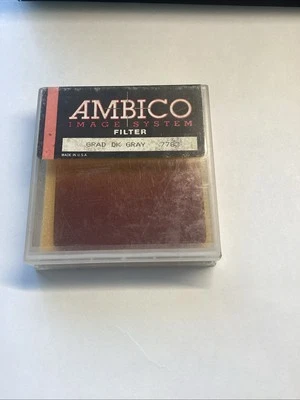 AMBICO
IMAGE SYSTEM
FILTER
GRAD DK GRAY
MADE IN U.S.A.